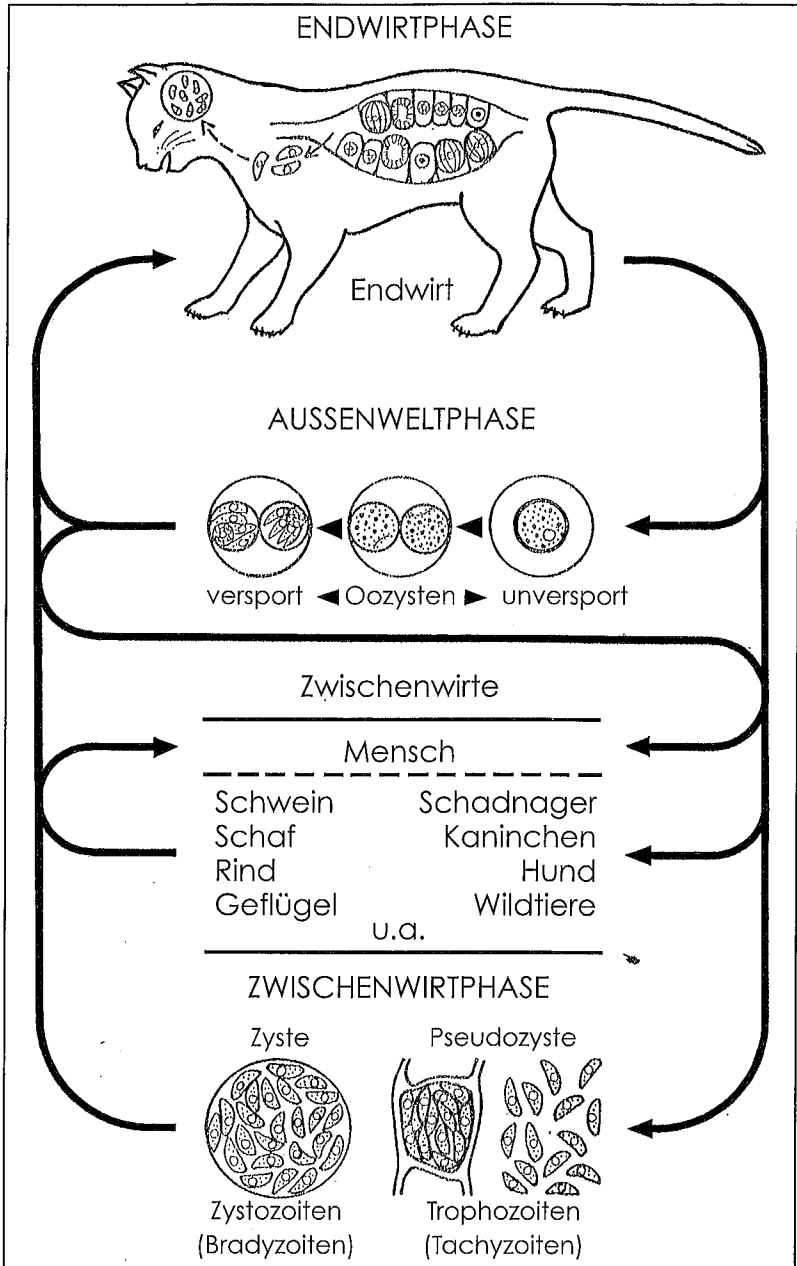 ENDWIRTPHASE
Endwirt
AUSSENWELTPHASE
versport ◄ Oozysten ► unversport
Zwischenwirte
Mensch
Schwein Schadnager
Schaf Kaninchen
Rind Hund
Geflügel Wildtiere
u.a.
ZWISCHENWIRTPHASE
Zyste Pseudozyste
Zystozoiten Trophozoiten
(Bradyzoiten) (Tachyzoiten)